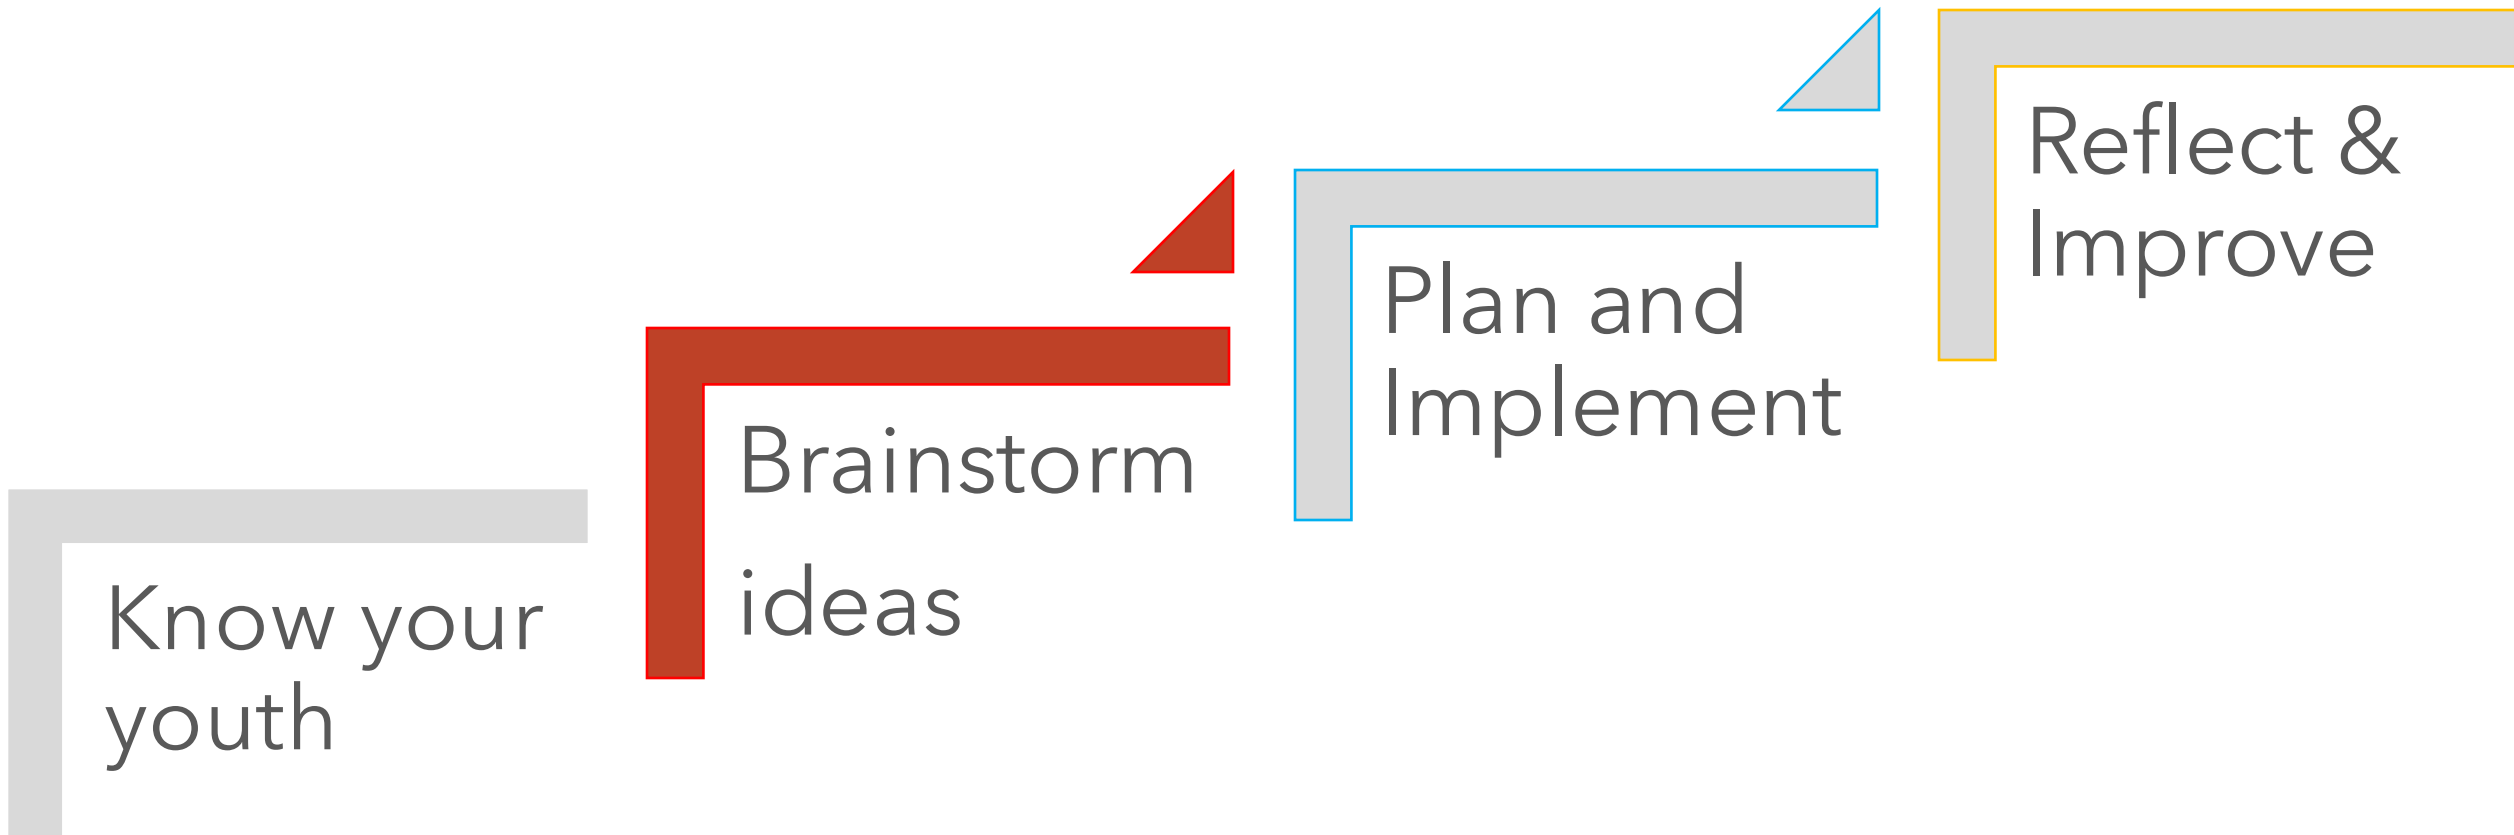 Know your
youth
Brainstorm
ideas
Plan and
Implement
Reflect &
Improve